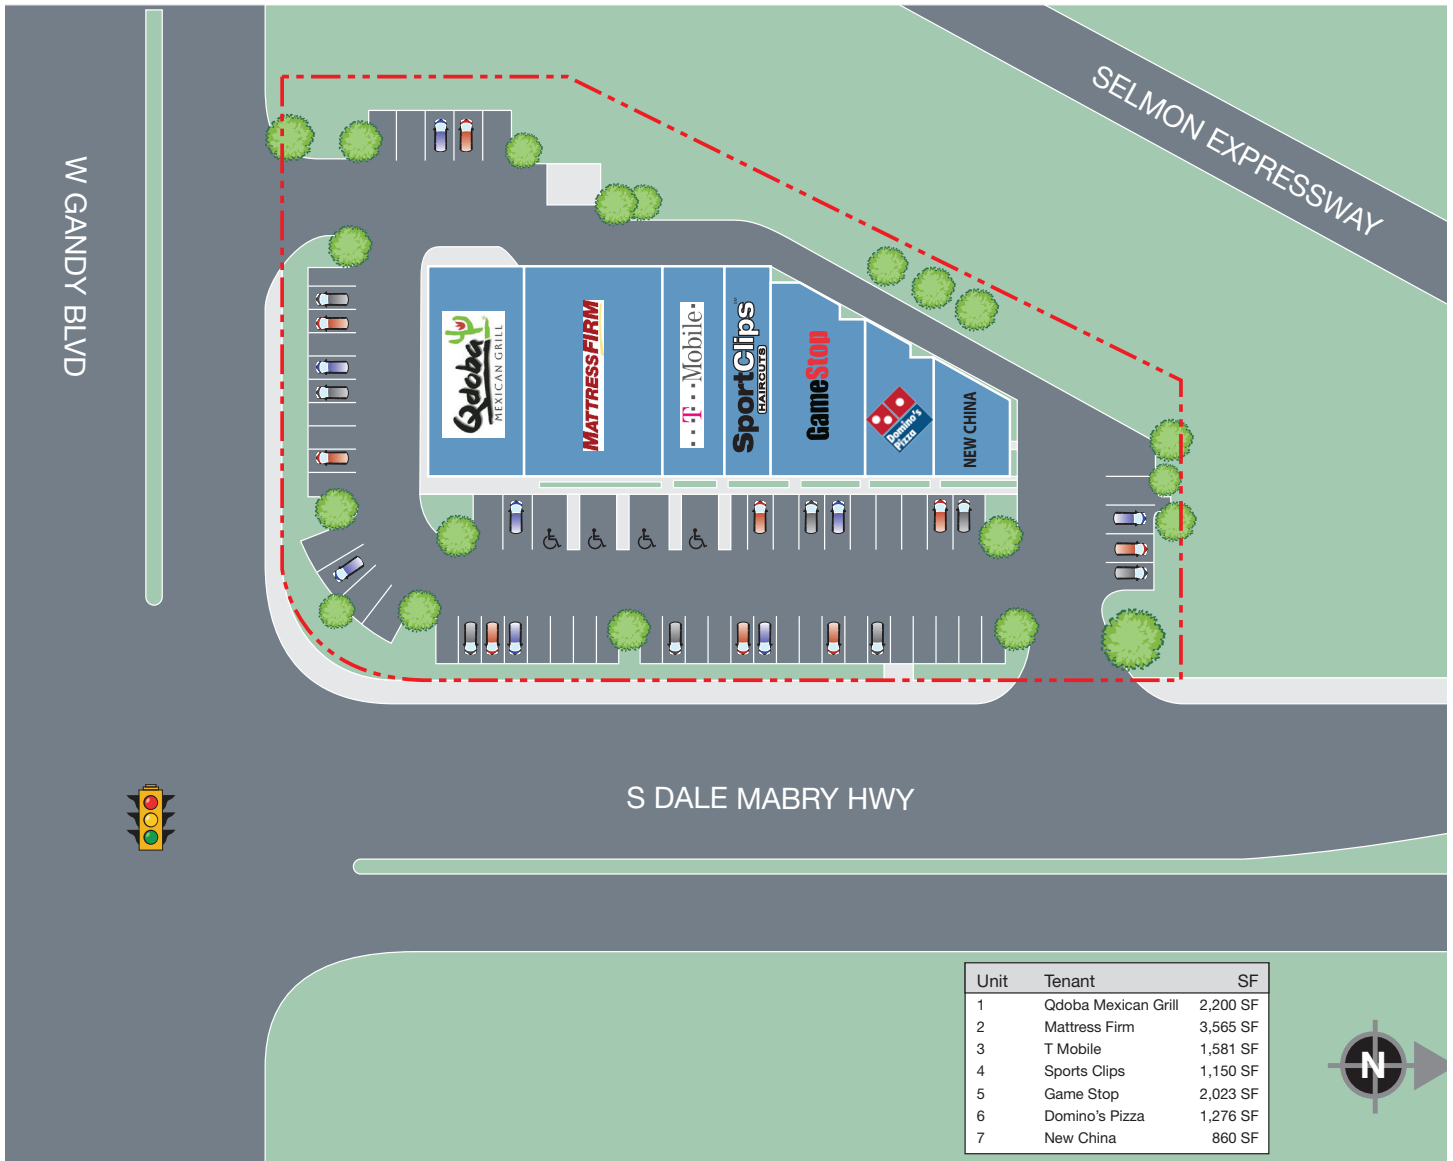 SELMON EXPRESSWAY
W GANDY BLVD
Qdoba
MEXICAN GRILL
MATTRESSFIRM
T Mobile
SportClips
HAIRCUTS
GameStop
Domino's
Pizza
NEW CHINA
S DALE MABRY HWY
Unit Tenant SF
1 Qdoba Mexican Grill 2,200 SF
2 Mattress Firm 3,565 SF
3 T Mobile 1,581 SF
4 Sports Clips 1,150 SF
5 Game Stop 2,023 SF
6 Domino's Pizza 1,276 SF
7 New China 860 SF
N